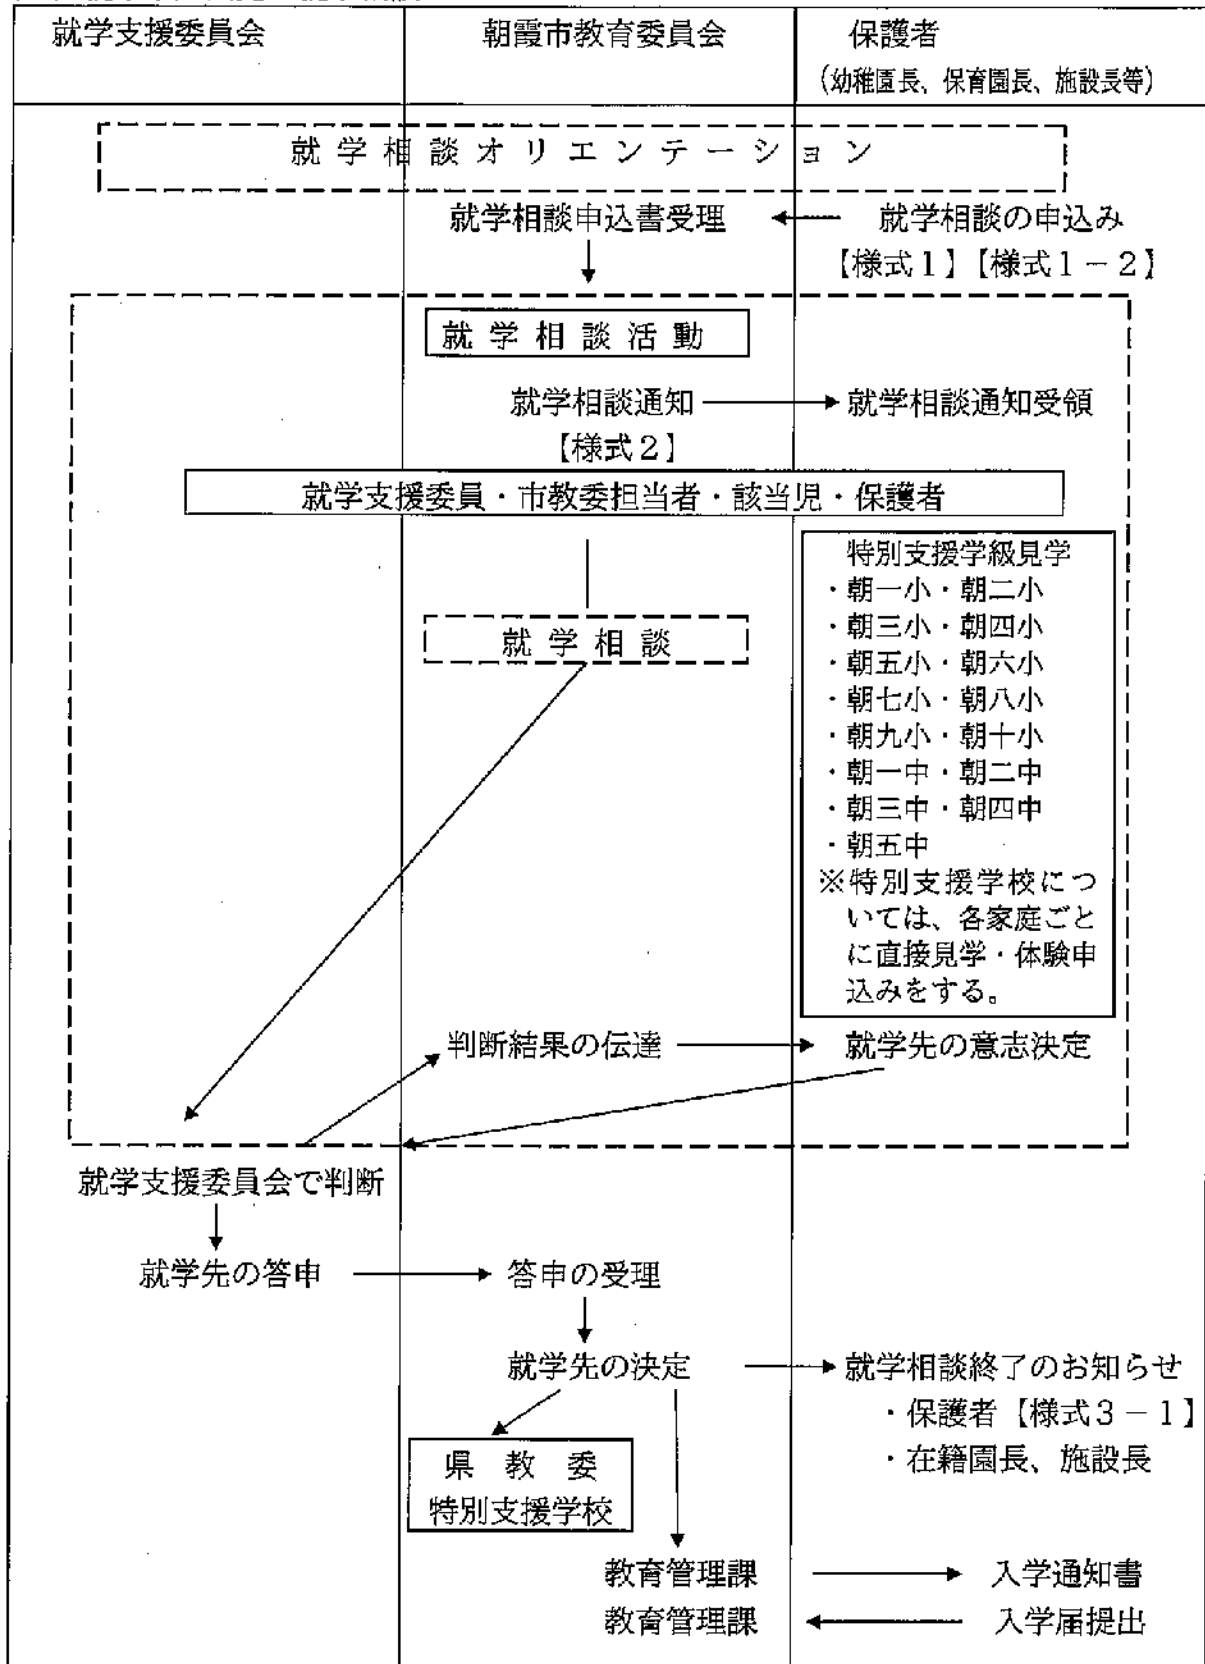 就学支援委員会
朝霞市教育委員会
保護者
(幼稚園長、保育園長、施設長等)
就学相談オリエンテーション
就学相談申込書受理
就学相談の申込み
【様式1】【様式1-2】
就学相談活動
就学相談通知
就学相談通知受領
【様式2】
就学支援委員・市教委担当者・該当児・保護者
就学相談
特別支援学級見学
・朝一小・朝二小
・朝三小・朝四小
・朝五小・朝六小
・朝七小・朝八小
・朝九小・朝十小
・朝一中・朝二中
・朝三中・朝四中
・朝五中
※特別支援学校につ
いては、各家庭ごと
に直接見学・体験申
込みをする。
判断結果の伝達
就学先の意志決定
就学支援委員会で判断
就学先の答申
答申の受理
就学先の決定
就学相談終了のお知らせ
・保護者【様式3-1】
・在籍園長、施設長
県教委
特別支援学校
教育管理課
入学通知書
教育管理課
入学届提出